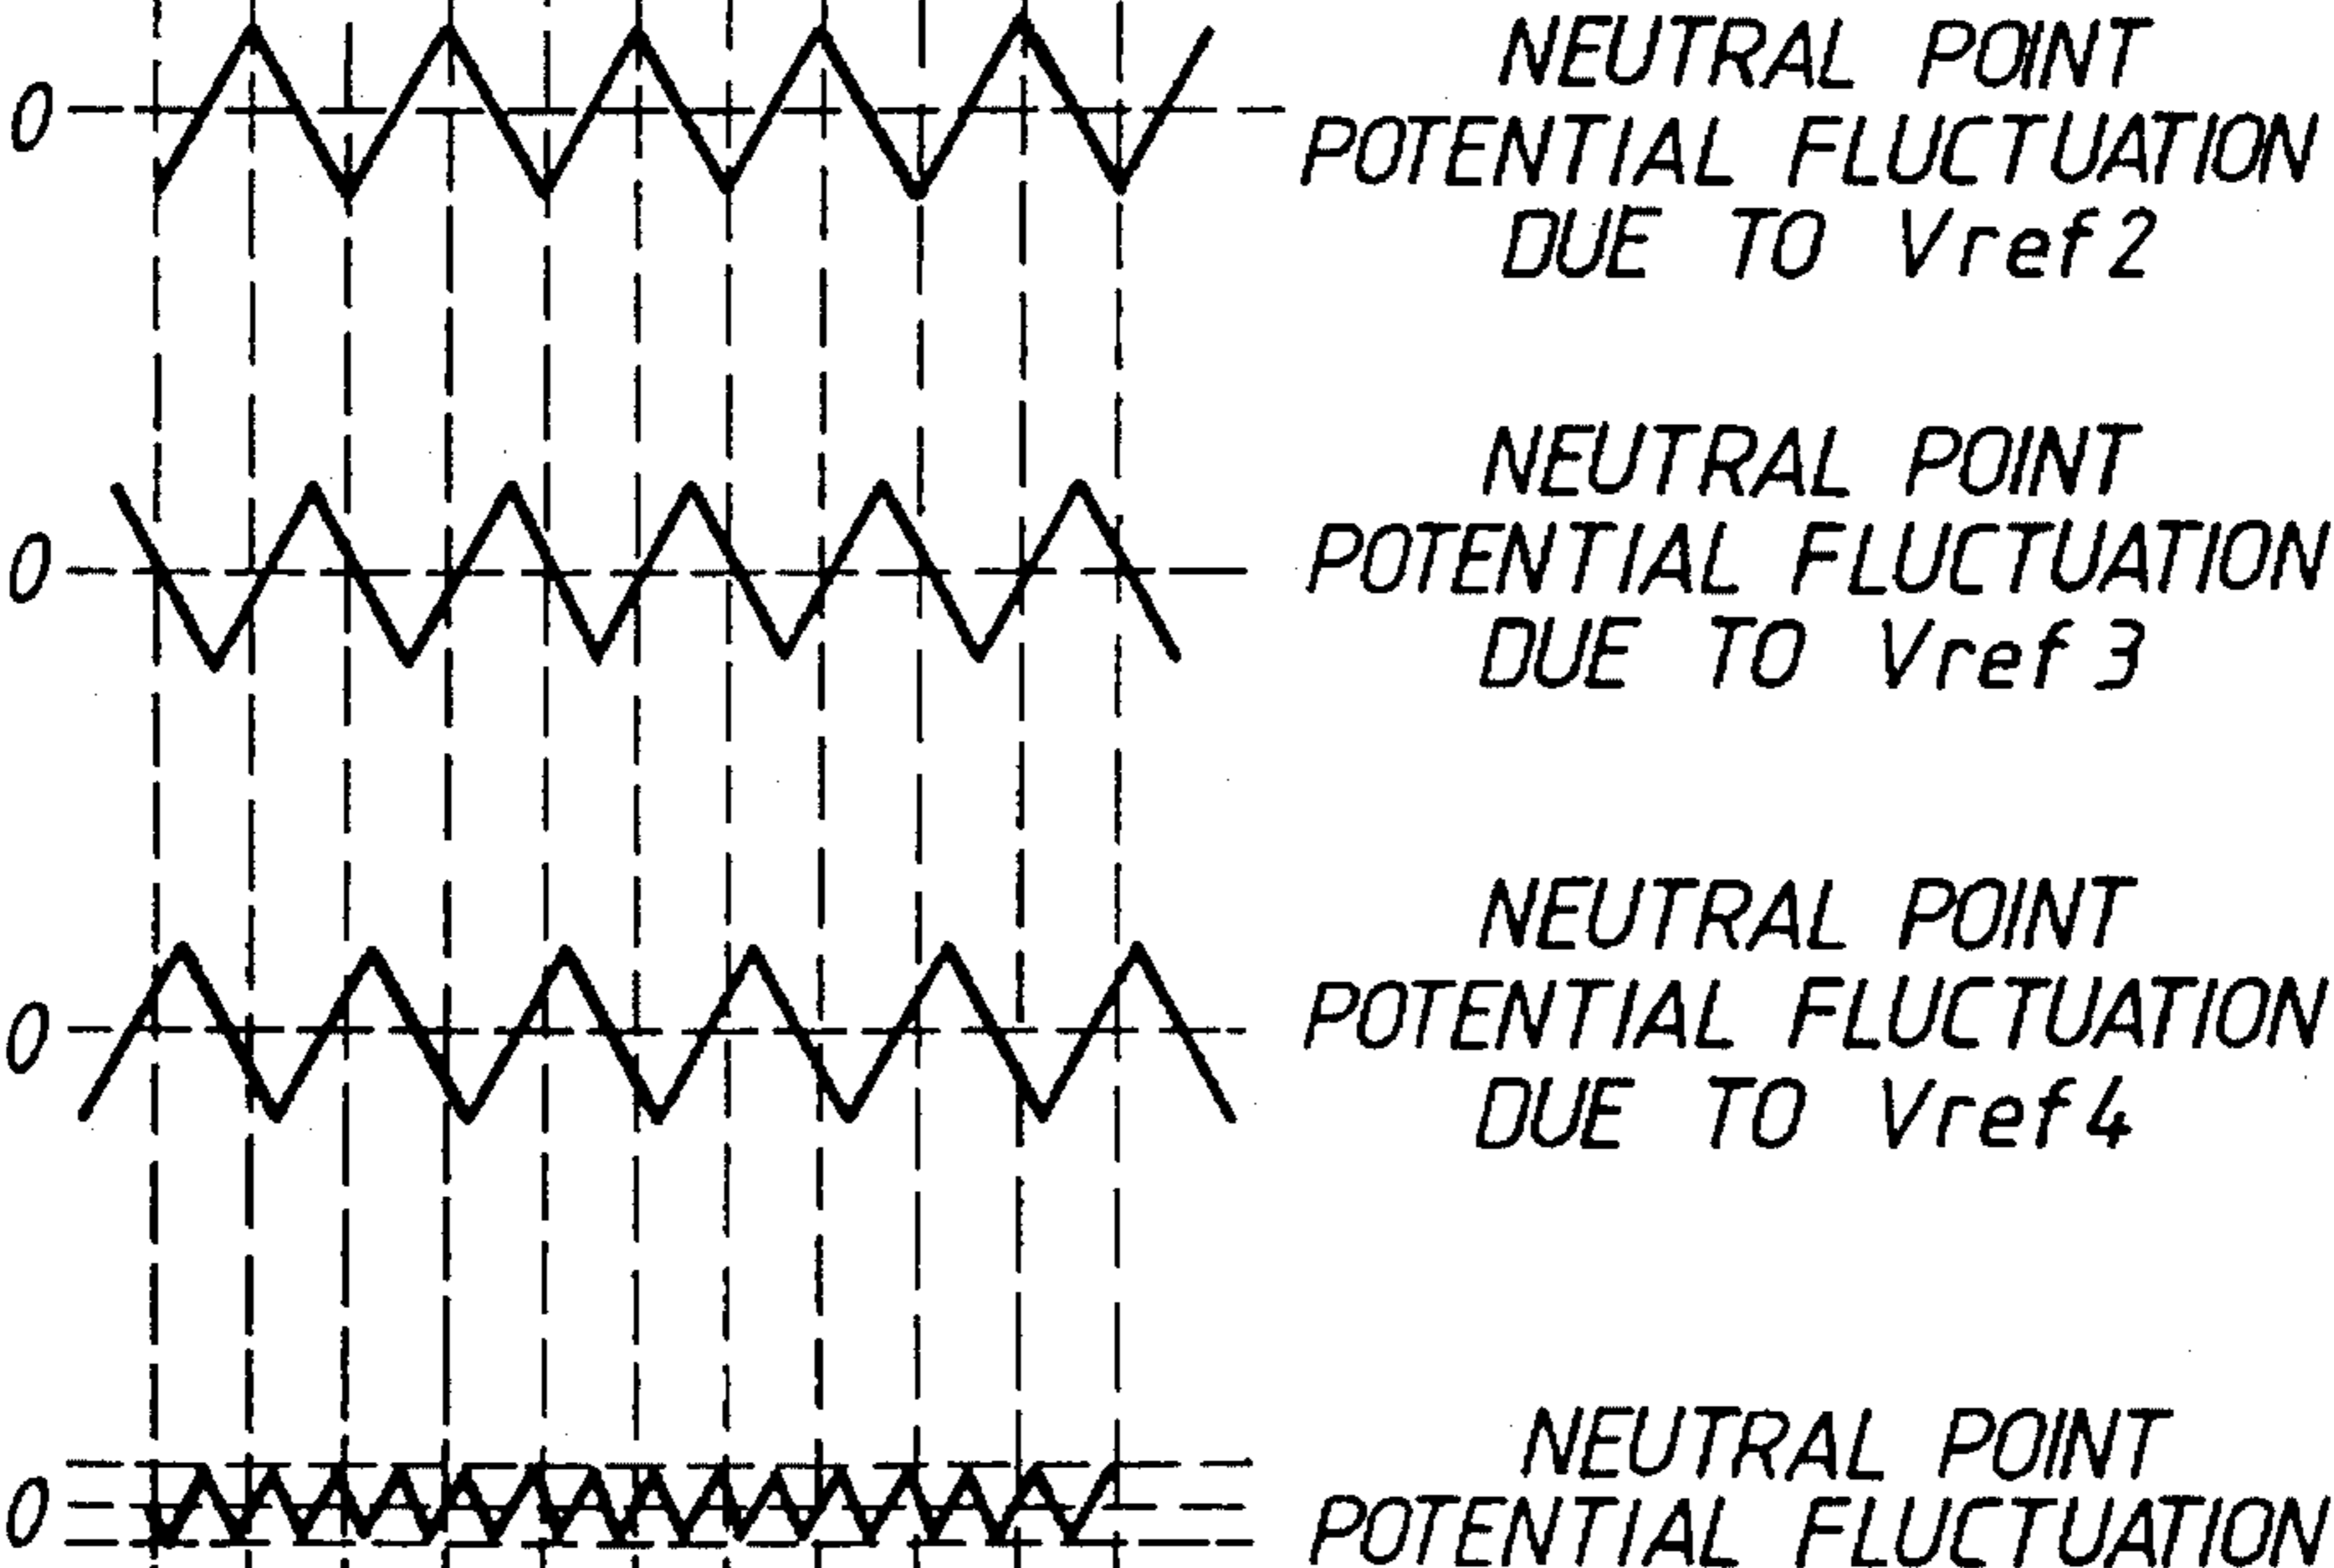 NEUTRAL POINT
0
POTENTIAL FLUCTUATION
DUE TO Vref2
NEUTRAL POINT
0
POTENTIAL FLUCTUATION
DUE TO Vref3
NEUTRAL POINT
0
POTENTIAL FLUCTUATION
DUE TO Vref4
NEUTRAL POINT
0
POTENTIAL FLUCTUATION